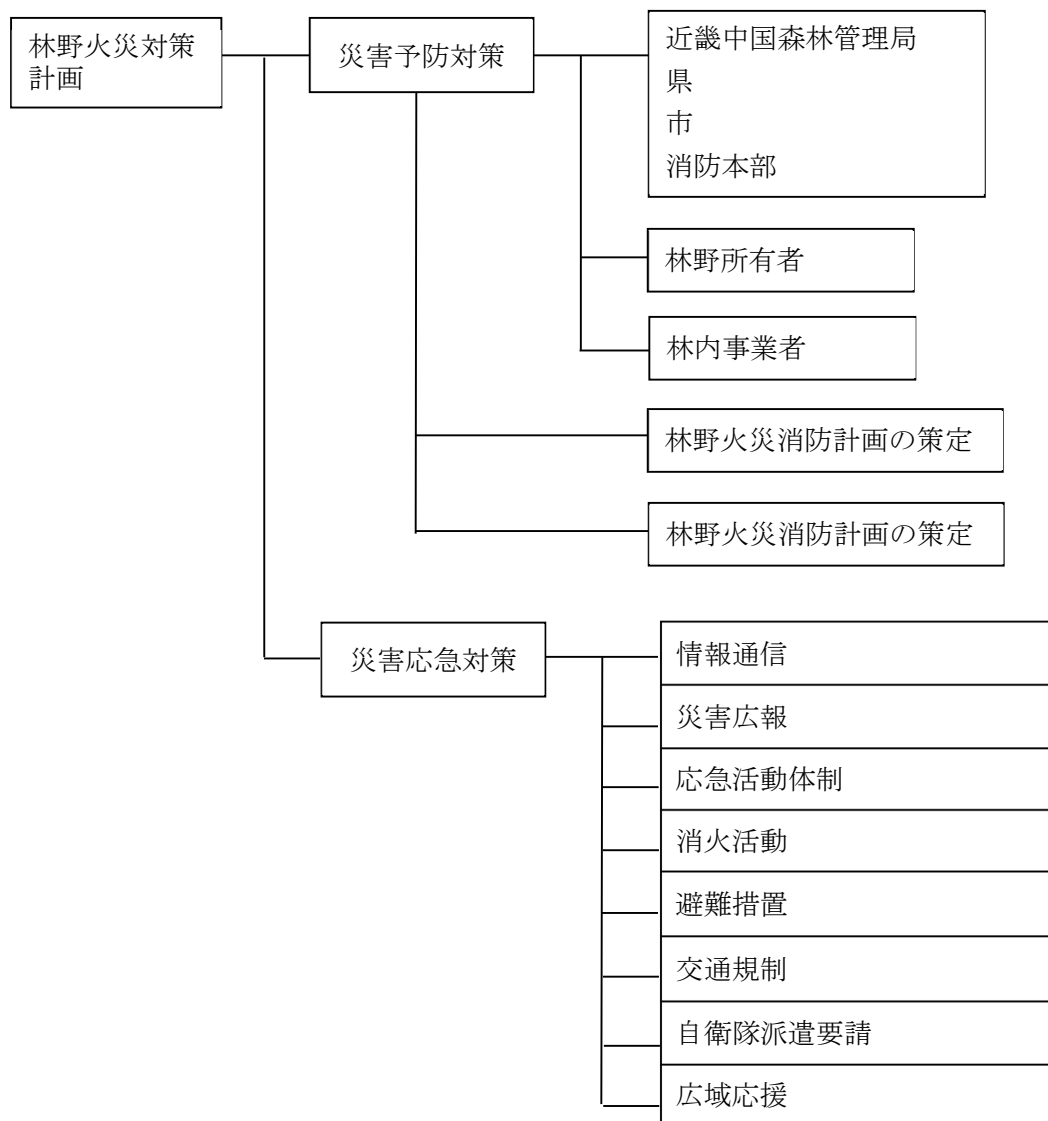 林野火災対策
計画
災害予防対策
近畿中国森林管理局
県
市
消防本部
林野所有者
林内事業者
林野火災消防計画の策定
林野火災消防計画の策定
災害応急対策
情報通信
災害広報
応急活動体制
消火活動
避難措置
交通規制
自衛隊派遣要請
広域応援